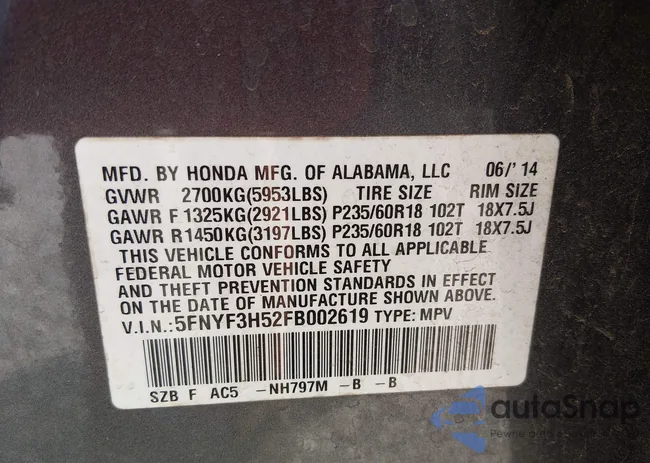 MFD. BY HONDA MFG. OF ALABAMA, LLC 06/'14
GVWR 2700KG(5953LBS) TIRE SIZE RIM SIZE
GAWR F 1325KG(2921LBS) P235/60R18 102T 18X7.5J
GAWR R1450KG(3197LBS) P235/60R18 102T 18X7.5J
THIS VEHICLE CONFORMS TO ALL APPLICABLE
FEDERAL MOTOR VEHICLE SAFETY
AND THEFT PREVENTION STANDARDS IN EFFECT
ON THE DATE OF MANUFACTURE SHOWN ABOVE.
V.I.N.:5FNYF3H52FB002619 TYPE: MPV
SZB F AC5 -NH797M -B -B
autoSnap
Pewne auto